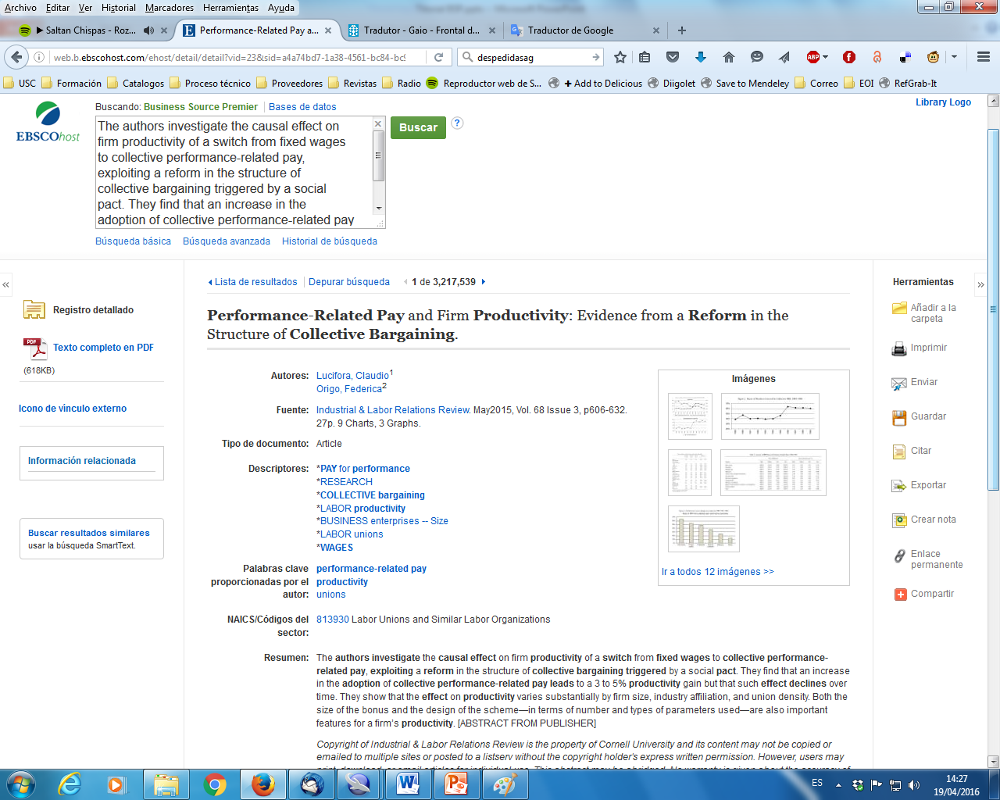 Archivo Editar Ver Historial Marcadores Herramientas Ayuda
Saltan Chispas - Roz... Performance-Related Pay a... Tradutor - Gaio - Frontal d... Traductor de Google
web.b.ebscohost.com/ehost/detail/detail?vid=23&sid=a4a74bd7-1a38-4561-bc84-bc9 despedidasag ABP
USC Formación Catalogos Proceso técnico Proveedores Revistas Radio Reproductor web de S... + Add to Delicious Diigolet Save to Mendeley Correo EOI RefGrab-It
Library Logo
EBSCOhost
Buscando: Business Source Premier Bases de datos
The authors investigate the causal effect on
firm productivity of a switch from fixed wages
to collective performance-related pay,
exploiting a reform in the structure of
collective bargaining triggered by a social
pact. They find that an increase in the
adoption of collective performance-related pay
Buscar ?
Búsqueda básica Búsqueda avanzada Historial de búsqueda
«
Registro detallado
PDF Texto completo en PDF
(618KB)
Icono de vínculo externo
Información relacionada
Buscar resultados similares
usar la búsqueda SmartText.
Lista de resultados Depurar búsqueda 1 de 3,217,539
Performance-Related Pay and Firm Productivity: Evidence from a Reform in the
Structure of Collective Bargaining.
Autores: Lucifora, Claudio1
Origo, Federica2
Fuente: Industrial & Labor Relations Review. May2015, Vol. 68 Issue 3, p606-632.
27p. 9 Charts, 3 Graphs.
Tipo de documento: Article
Descriptores: *PAY for performance
*RESEARCH
*COLLECTIVE bargaining
*LABOR productivity
*BUSINESS enterprises -- Size
*LABOR unions
*WAGES
Palabras clave proporcionadas por el autor: performance-related pay
productivity
unions
NAICS/Códigos del sector: 813930 Labor Unions and Similar Labor Organizations
Resumen: The authors investigate the causal effect on firm productivity of a switch from fixed wages to collective performance-
related pay, exploiting a reform in the structure of collective bargaining triggered by a social pact. They find that an increase
in the adoption of collective performance-related pay leads to a 3 to 5% productivity gain but that such effect declines over
time. They show that the effect on productivity varies substantially by firm size, industry affiliation, and union density. Both the
size of the bonus and the design of the scheme—in terms of number and types of parameters used—are also important
features for a firm's productivity. [ABSTRACT FROM PUBLISHER]
Copyright of Industrial & Labor Relations Review is the property of Cornell University and its content may not be copied or
emailed to multiple sites or posted to a listserv without the copyright holder's express written permission. However, users may
Imágenes
Ir a todos 12 imágenes >>
Herramientas »
Añadir a la
carpeta
Imprimir
Enviar
Guardar
Citar
Exportar
Crear nota
Enlace
permanente
Compartir
ES 14:27
19/04/2016